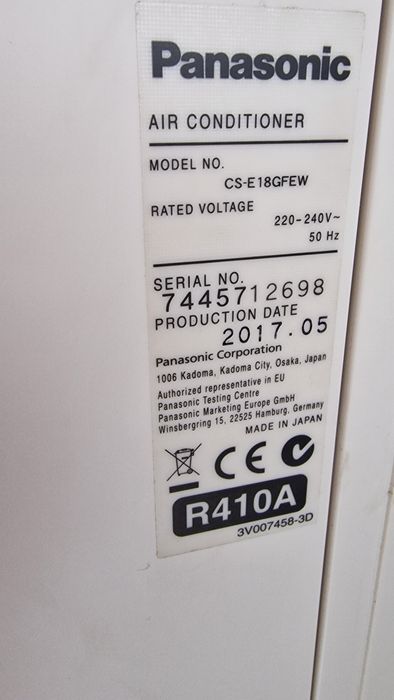 Panasonic
AIR CONDITIONER
MODEL NO.
CS-E18GFEW
RATED VOLTAGE
220-240V~
50 Hz
SERIAL NO.
7445712698
PRODUCTION DATE
2017.05
Panasonic Corporation
1006 Kadoma, Kadoma City, Osaka, Japan
Authorized representative in EU
Panasonic Testing Centre
Panasonic Marketing Europe GmbH
Winsbergring 15, 22525 Hamburg, Germany
MADE IN JAPAN
CE
R410A
3V007458-3D